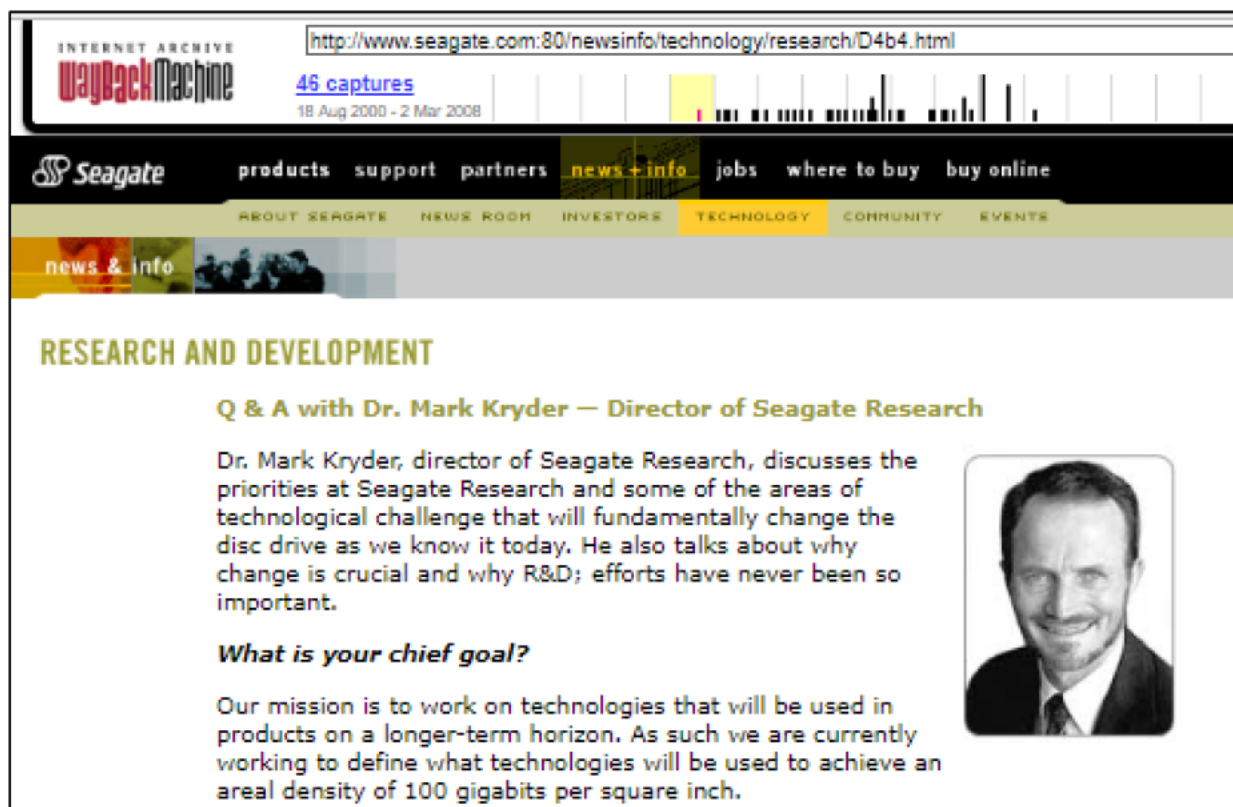 INTERNET ARCHIVE
WayBackMachine
http://www.seagate.com:80/newsinfo/technology/research/D4b4.html
46 captures
18 Aug 2000 - 2 Mar 2008
Seagate
products support partners news + info jobs where to buy buy online
ABOUT SEAGATE NEWS ROOM INVESTORS TECHNOLOGY COMMUNITY EVENTS
news & info
RESEARCH AND DEVELOPMENT
Q & A with Dr. Mark Kryder — Director of Seagate Research
Dr. Mark Kryder, director of Seagate Research, discusses the
priorities at Seagate Research and some of the areas of
technological challenge that will fundamentally change the
disc drive as we know it today. He also talks about why
change is crucial and why R&D; efforts have never been so
important.
What is your chief goal?
Our mission is to work on technologies that will be used in
products on a longer-term horizon. As such we are currently
working to define what technologies will be used to achieve an
areal density of 100 gigabits per square inch.